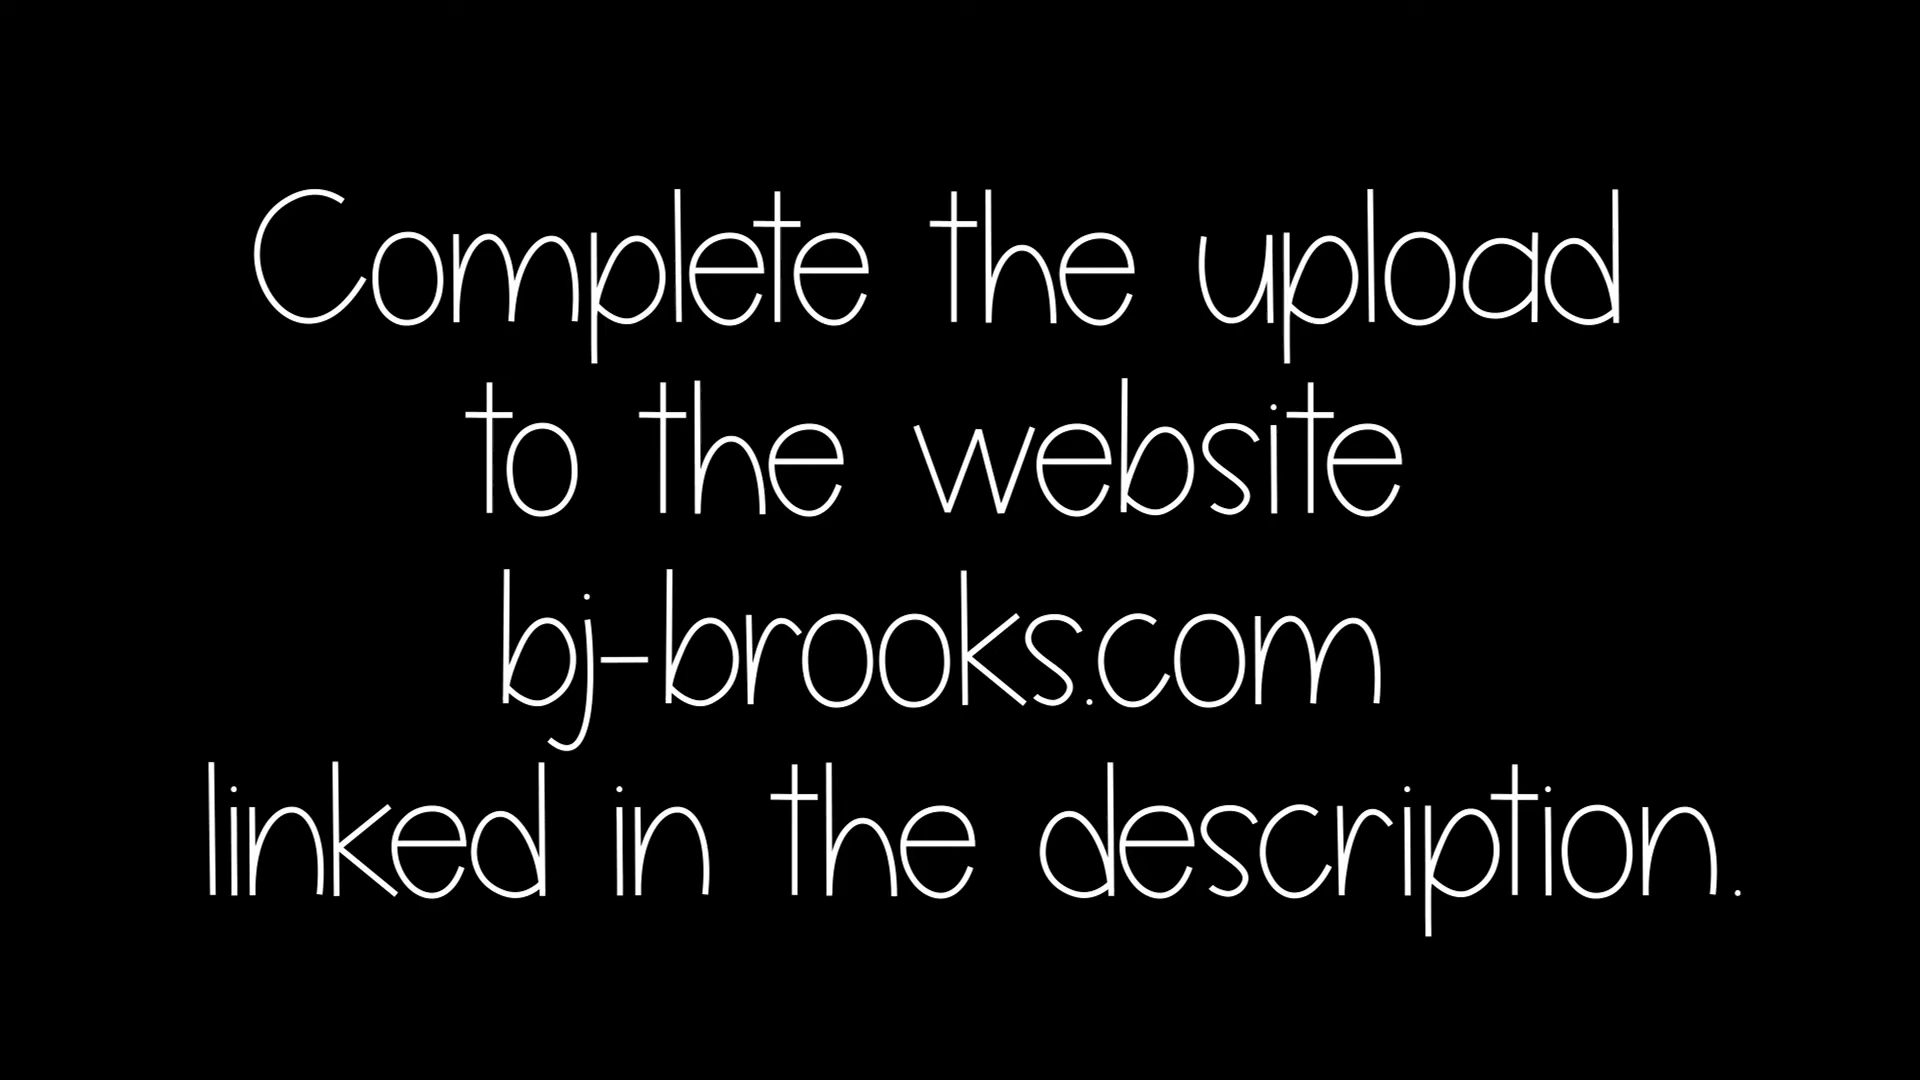 Complete the upload
to the website
bj-brooks.com
linked in the description.